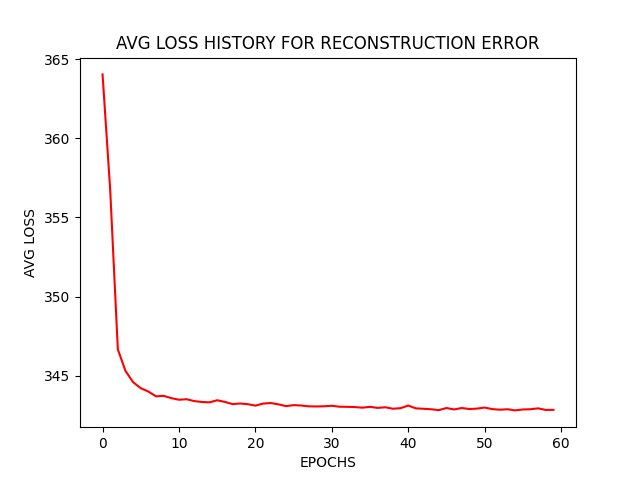 AVG LOSS HISTORY FOR RECONSTRUCTION ERROR
365
360
355
350
345
AVG LOSS
0 10 20 30 40 50 60
EPOCHS